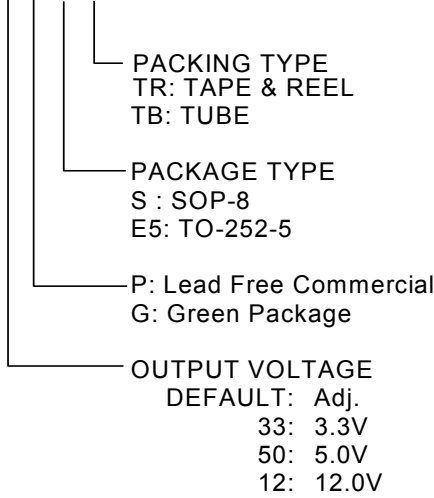 PACKING TYPE
TR: TAPE & REEL
TB: TUBE
PACKAGE TYPE
S : SOP-8
E5: TO-252-5
P: Lead Free Commercial
G: Green Package
OUTPUT VOLTAGE
DEFAULT: Adj.
33: 3.3V
50: 5.0V
12: 12.0V